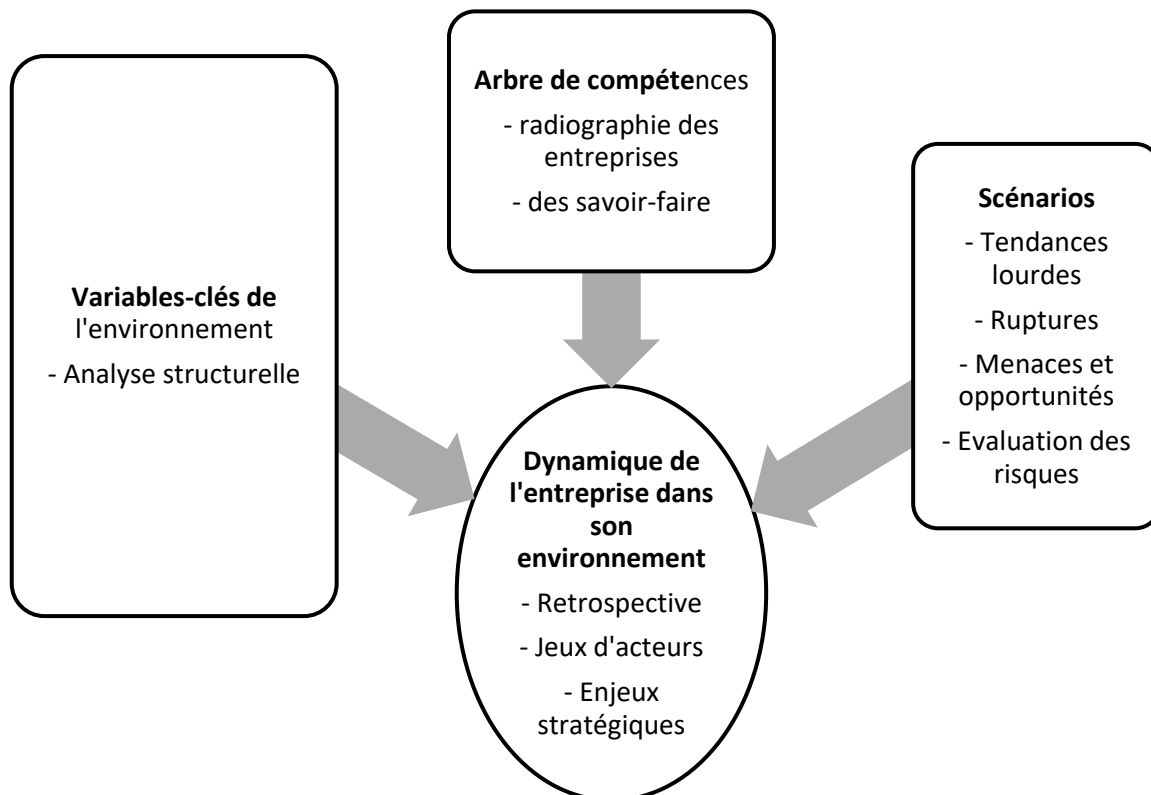 Variables-clés de
l'environnement
- Analyse structurelle
Arbre de compétences
- radiographie des
entreprises
- des savoir-faire
Scénarios
- Tendances
lourdes
- Ruptures
- Menaces et
opportunités
- Evaluation des
risques
Dynamique de
l'entreprise dans
son
environnement
- Retrospective
- Jeux d'acteurs
- Enjeux
stratégiques